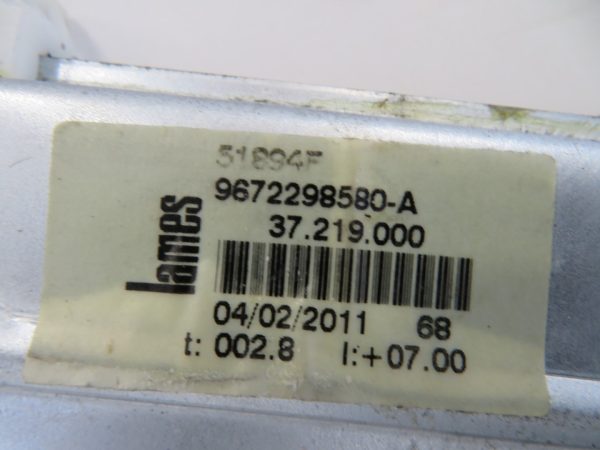 51894F
9672298580-A
37.219.000
Lames
04/02/2011 68
t: 002.8 l:+07.00